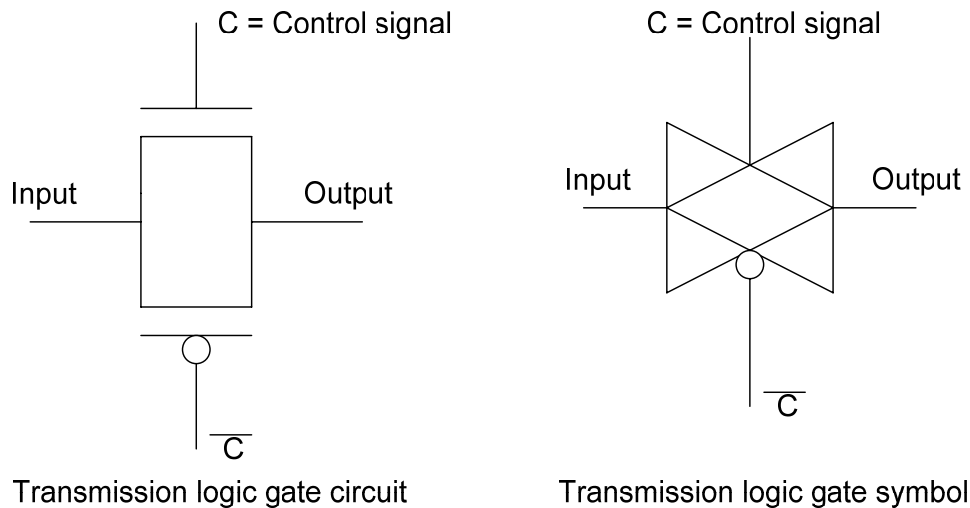 C = Control signal
Input
Output
C̅
Transmission logic gate circuit
C = Control signal
Input
Output
C̅
Transmission logic gate symbol